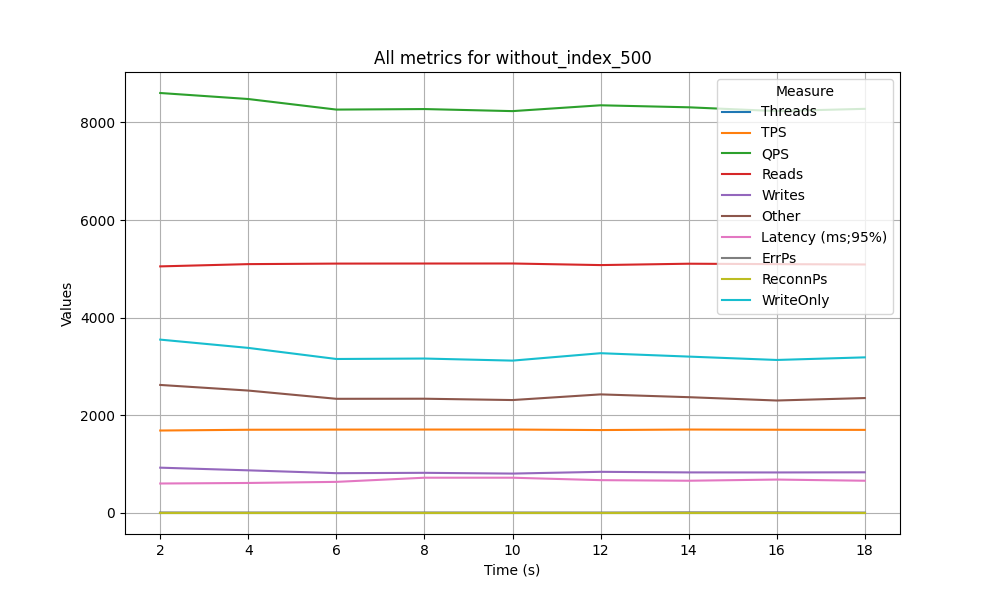 All metrics for without_index_500
Measure
Threads
TPS
QPS
Reads
Writes
Other
Latency (ms;95%)
ErrPs
ReconnPs
WriteOnly
Values
8000
6000
4000
2000
0
2 4 6 8 10 12 14 16 18
Time (s)